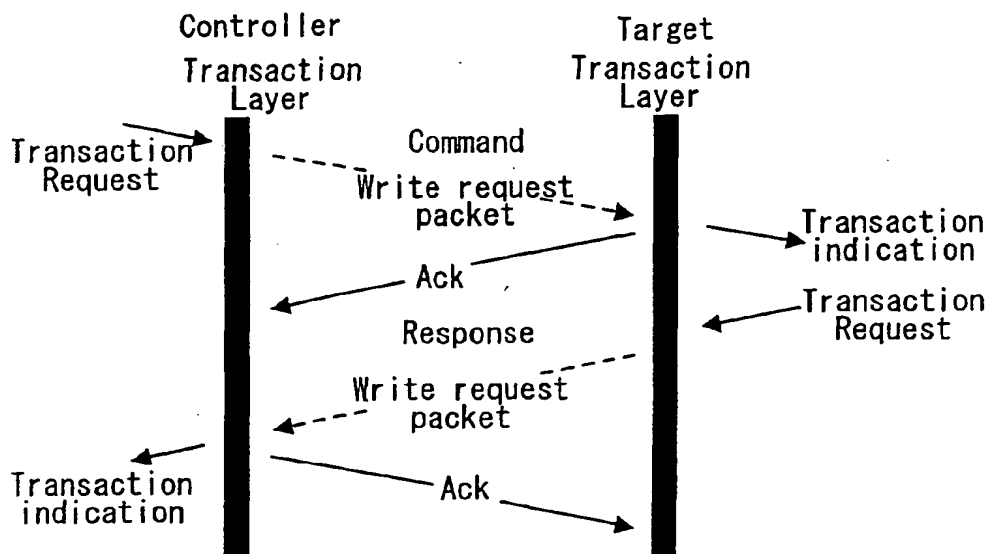 Controller
Transaction
Layer
Target
Transaction
Layer
Transaction
Request
Command
Write request
packet
Transaction
indication
Ack
Transaction
Request
Response
Write request
packet
Transaction
indication
Ack